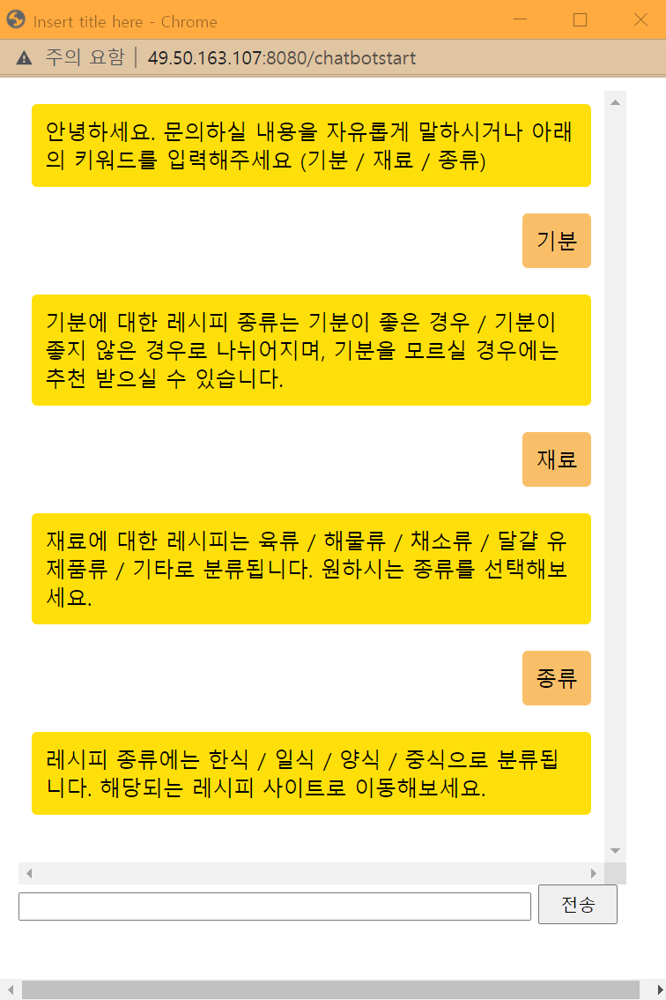 Insert title here - Chrome
주의 요함 | 49.50.163.107:8080/chatbotstart
안녕하세요. 문의하실 내용을 자유롭게 말하시거나 아래
의 키워드를 입력해주세요 (기분 / 재료 / 종류)
기분
기분에 대한 레시피 종류는 기분이 좋은 경우 / 기분이
좋지 않은 경우로 나뉘어지며, 기분을 모르실 경우에는
추천 받으실 수 있습니다.
재료
재료에 대한 레시피는 육류 / 해물류 / 채소류 / 달걀 유
제품류 / 기타로 분류됩니다. 원하시는 종류를 선택해보
세요.
종류
레시피 종류에는 한식 / 일식 / 양식 / 중식으로 분류됩
니다. 해당되는 레시피 사이트로 이동해보세요.
전송